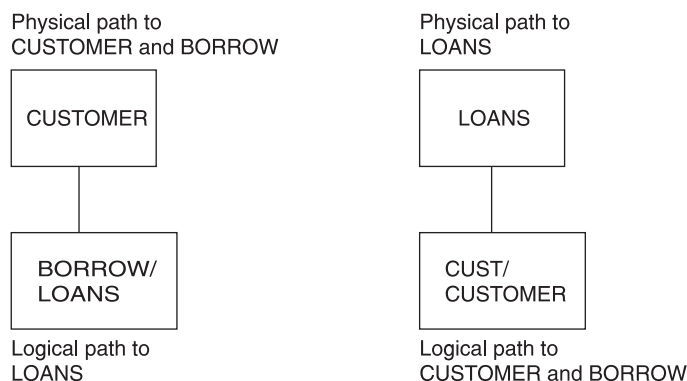 Physical path to
CUSTOMER and BORROW
CUSTOMER
BORROW/
LOANS
Logical path to
LOANS
Physical path to
LOANS
LOANS
CUST/
CUSTOMER
Logical path to
CUSTOMER and BORROW